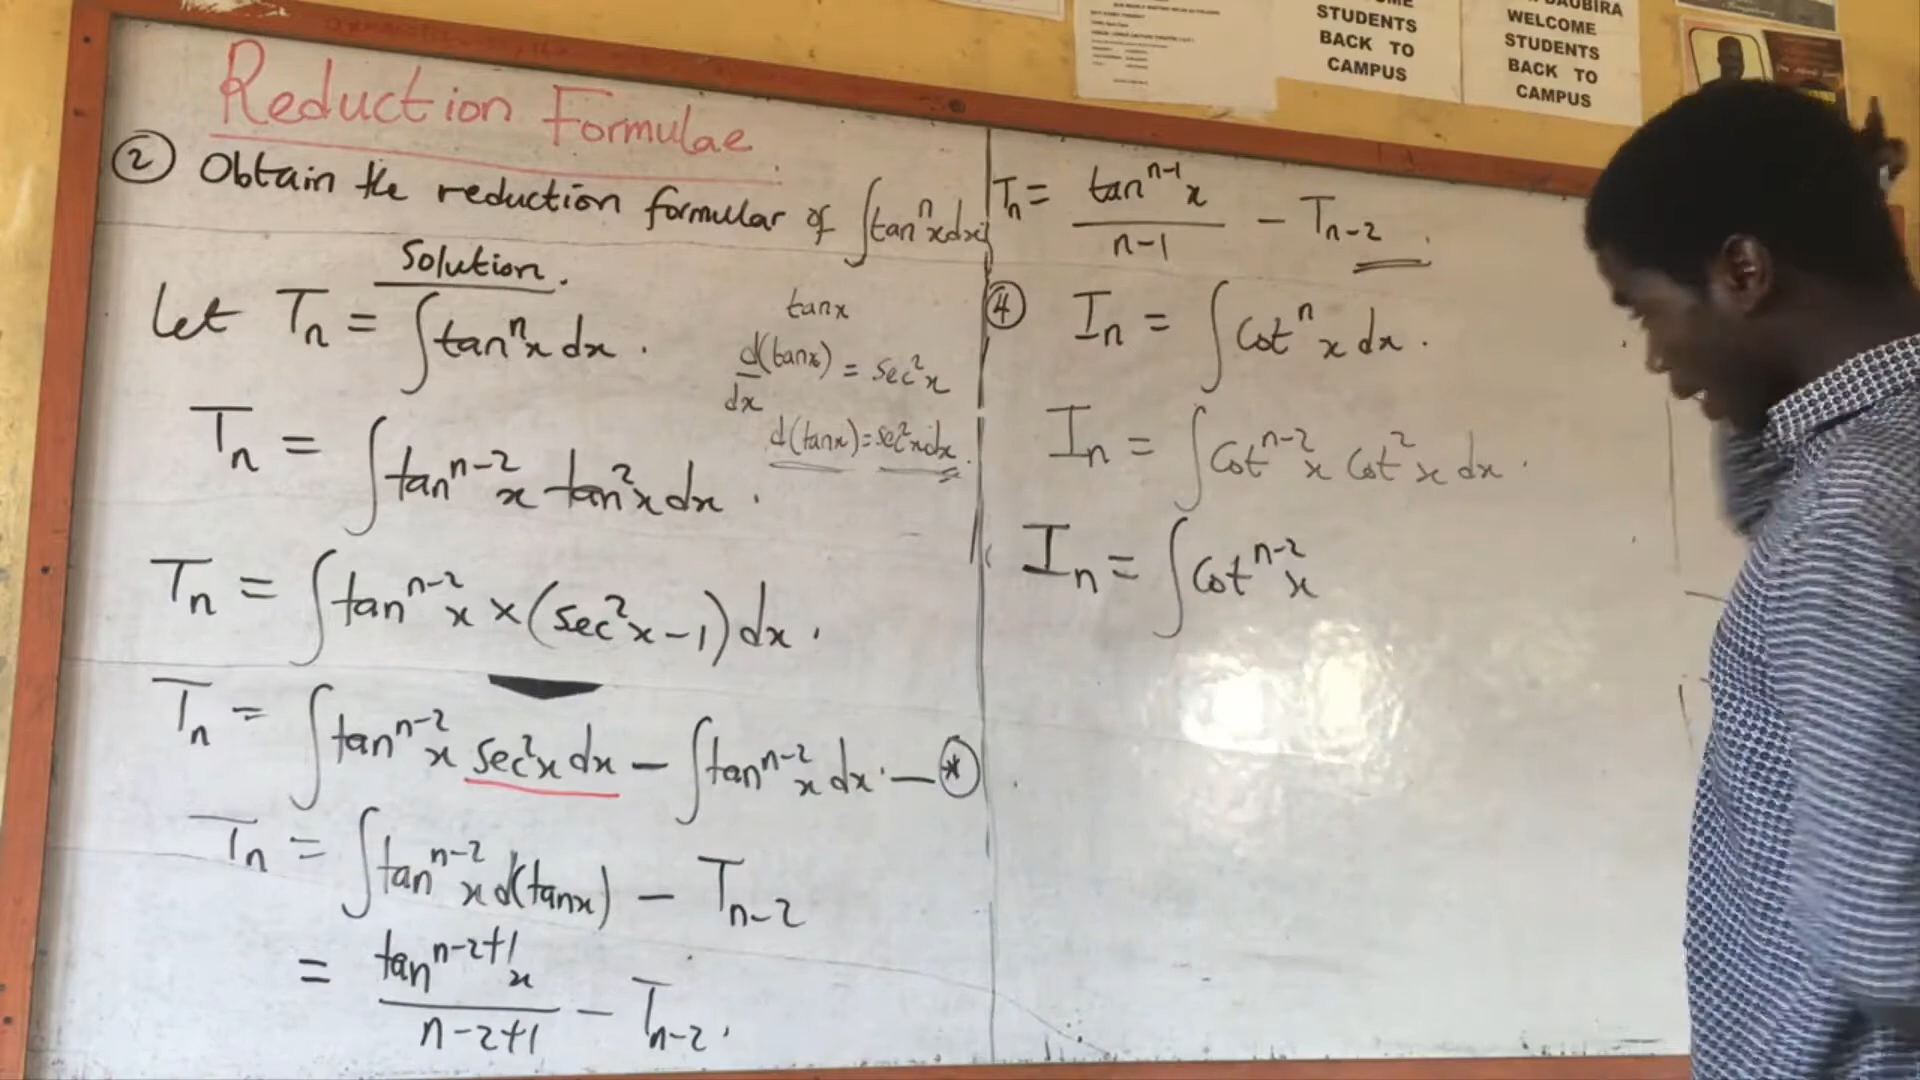 Reduction Formulae
② Obtain the reduction formular of ∫tanⁿx dx
Solution.
Let Tₙ = ∫tanⁿx dx.
tanx
d(tanx)/dx = sec²x
d(tanx) = sec²x dx.
Tₙ = ∫tanⁿ⁻²x tan²x dx.
Tₙ = ∫tanⁿ⁻²x × (sec²x – 1) dx.
Tₙ = ∫tanⁿ⁻²x sec²x dx – ∫tanⁿ⁻²x dx. — ⊛
Tₙ = ∫tanⁿ⁻²x d(tanx) – Tₙ₋₂
= tanⁿ⁻²⁺¹x / n–2+1 – Tₙ₋₂.
Tₙ = tanⁿ⁻¹x / n–1 – Tₙ₋₂.
④ Iₙ = ∫Cotⁿx dx.
Iₙ = ∫Cotⁿ⁻²x Cot²x dx.
Iₙ = ∫Cotⁿ⁻²x
STUDENTS
BACK TO
CAMPUS
WELCOME
STUDENTS
BACK TO
CAMPUS